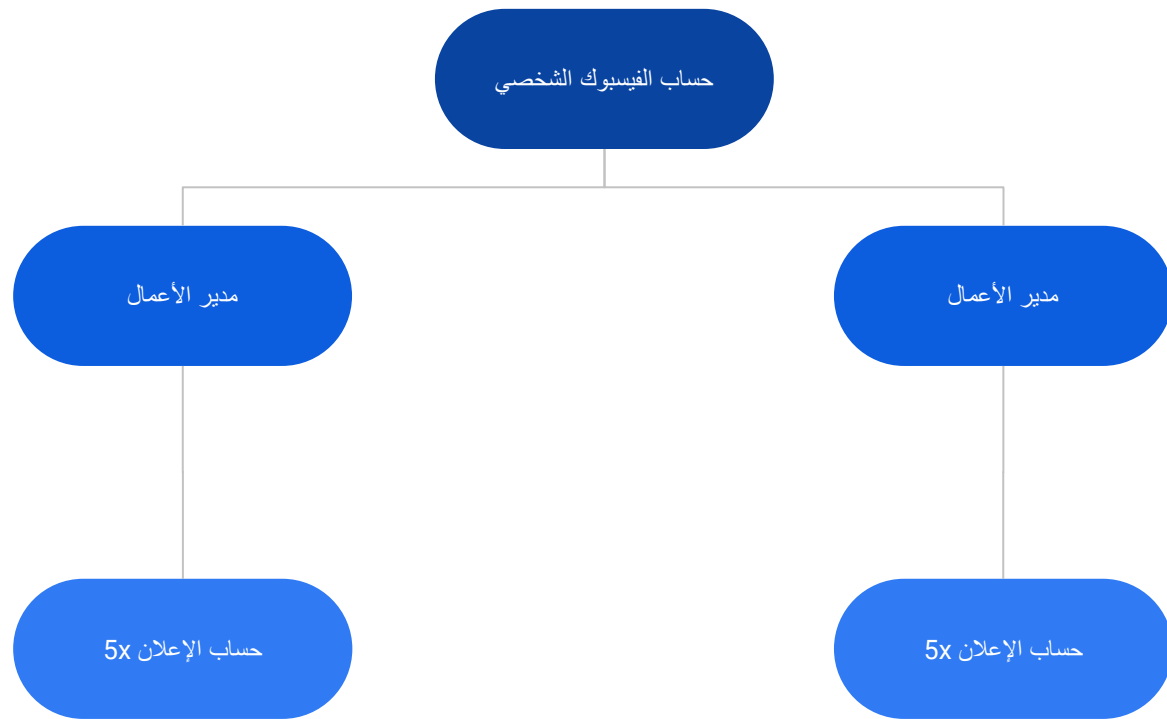 حساب الفيسبوك الشخصي
مدير الأعمال
مدير الأعمال
حساب الإعلان 5x
حساب الإعلان 5x